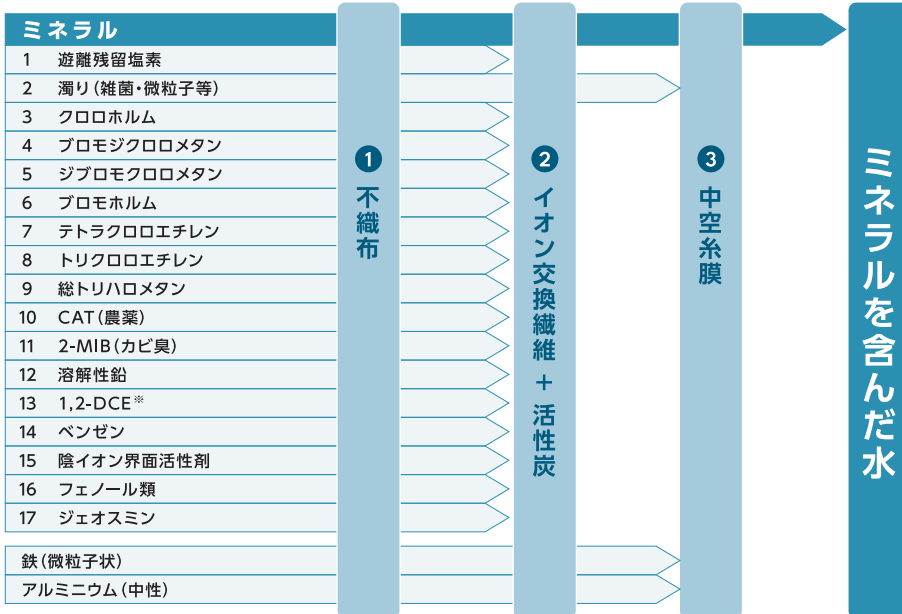 ミネラル
1 遊離残留塩素
2 濁り(雑菌・微粒子等)
3 クロロホルム
4 ブロモジクロロメタン
5 ジブロモクロロメタン
6 ブロモホルム
7 テトラクロロエチレン
8 トリクロロエチレン
9 総トリハロメタン
10 CAT(農薬)
11 2-MIB(カビ臭)
12 溶解性鉛
13 1,2-DCE※
14 ベンゼン
15 陰イオン界面活性剤
16 フェノール類
17 ジェオスミン
鉄(微粒子状)
アルミニウム(中性)
❶ 不織布
❷ イオン交換繊維 + 活性炭
❸ 中空糸膜
ミネラルを含んだ水